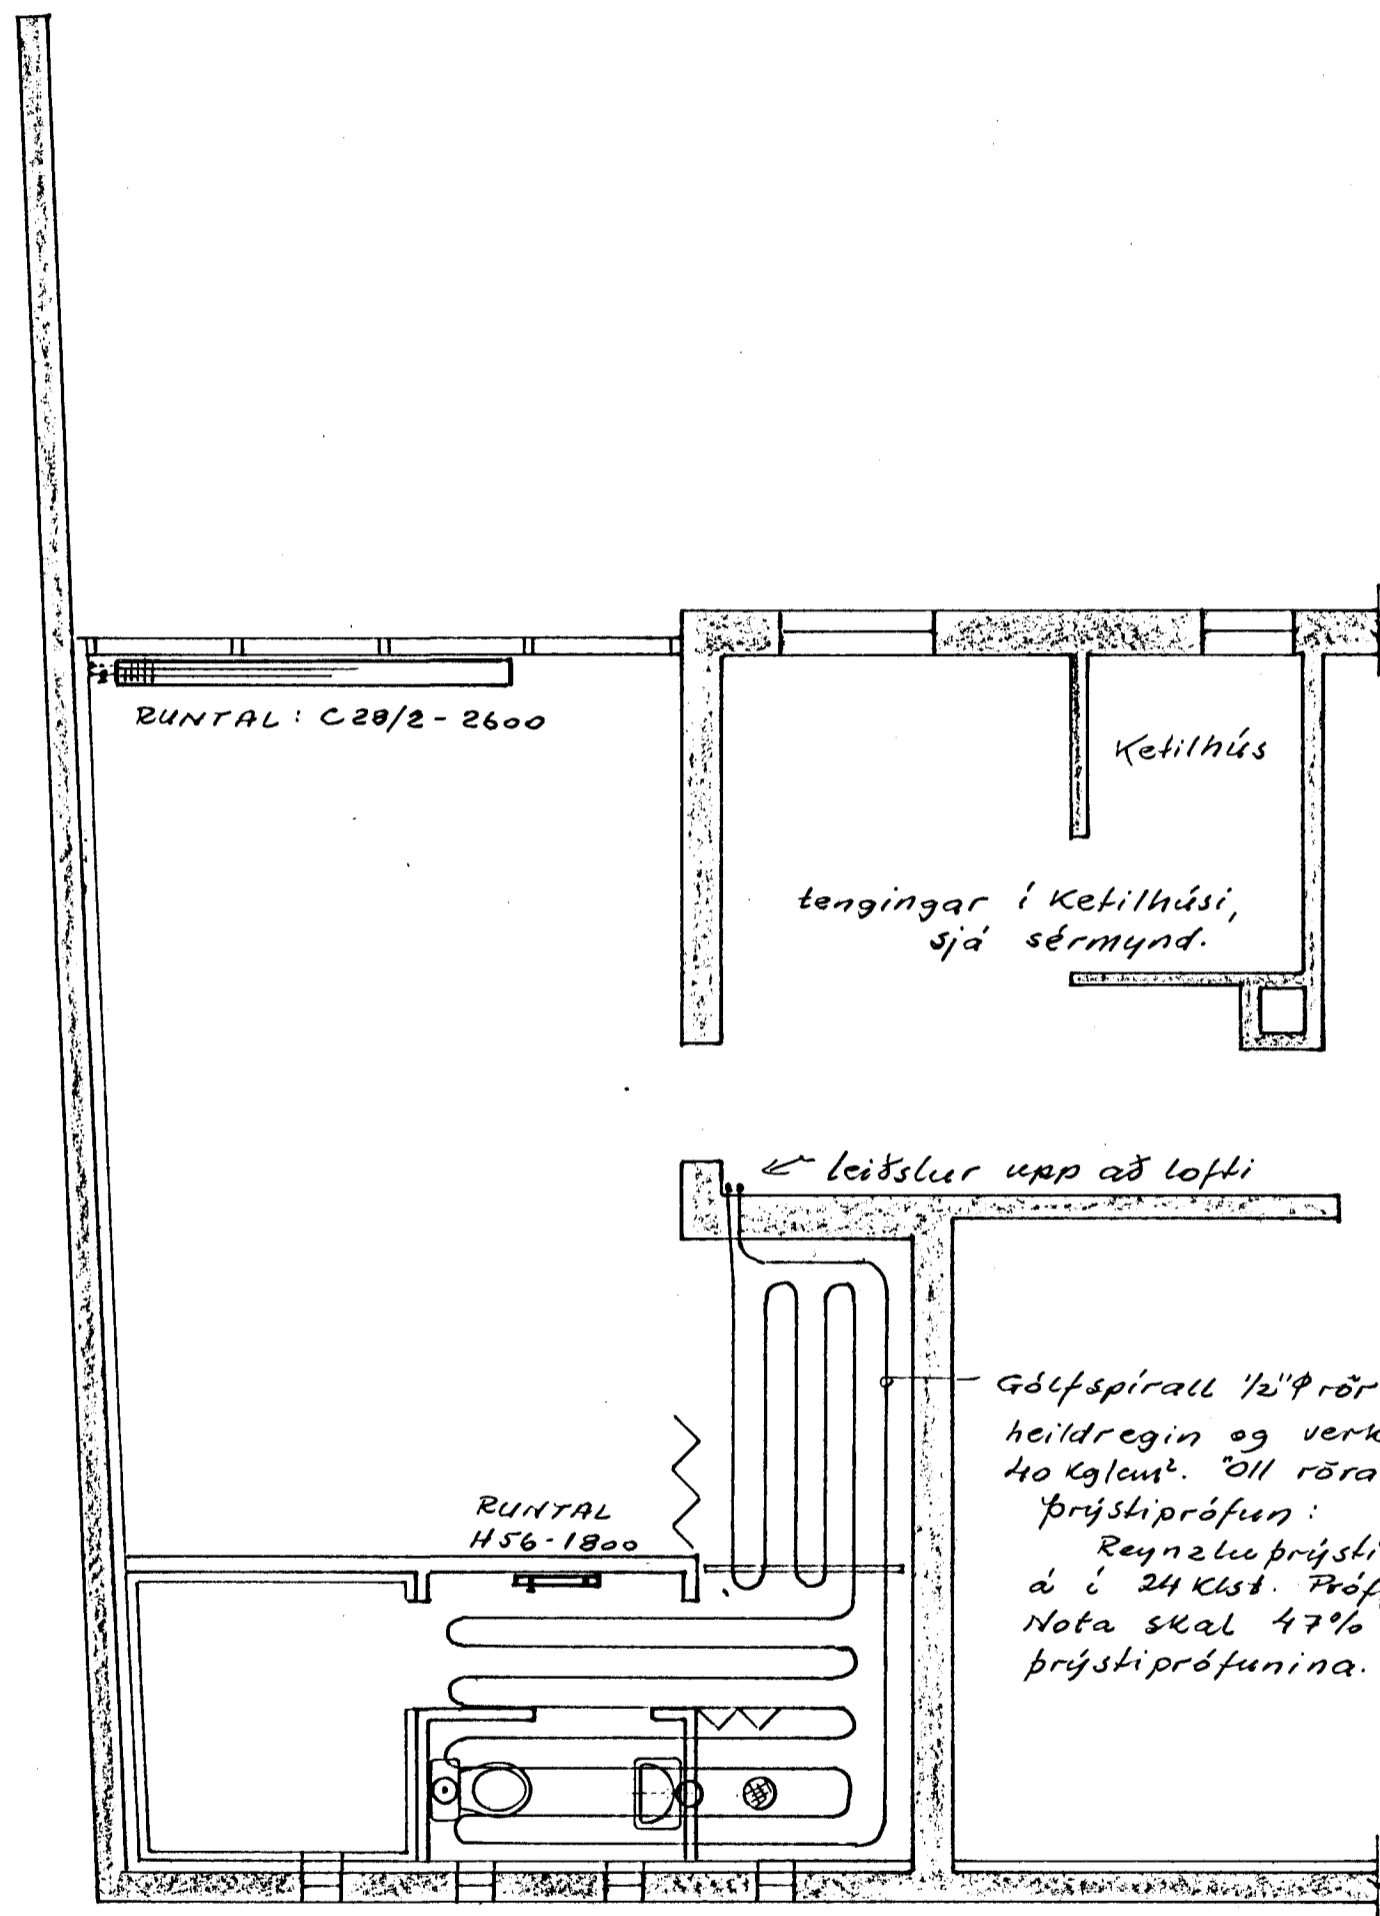 RUNTAL: C28/2-2600
Ketilhús
tengingar í Ketilhúsi,
sjá sérmynd.
leiðslur upp að lofti
Gólfspírall 1/2"φ rör
heildregin og verk
40 kg/cm². Öll röra
þrýstiprófun:
Reynzluþrýsti
á í 24 klst. Próf
Nota skal 47%
þrýstiprófunina.
RUNTAL
H56-1800